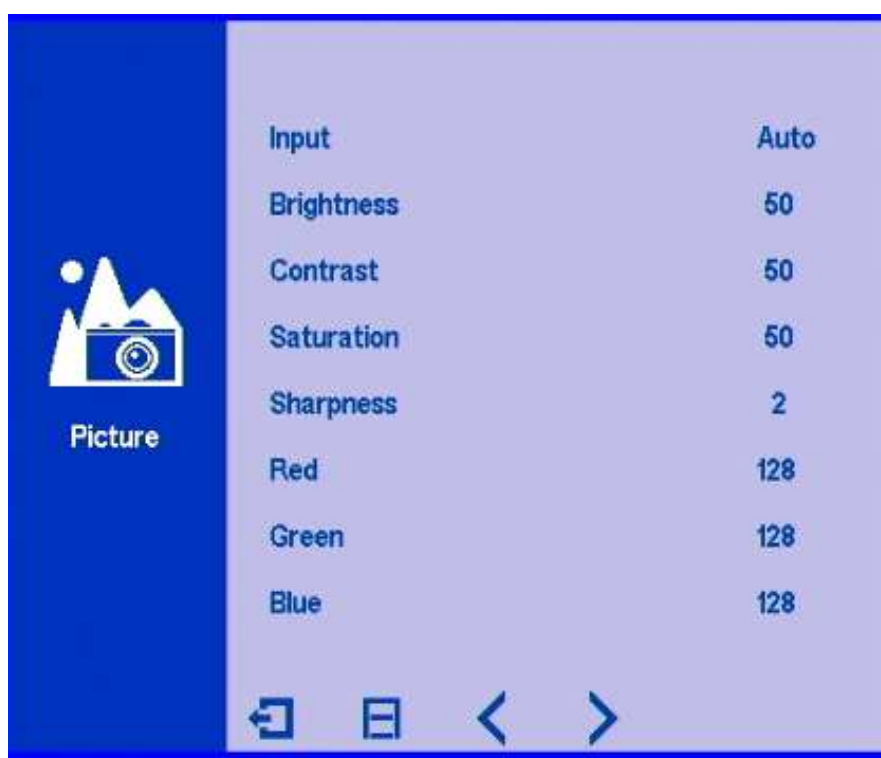 Input Auto
Brightness 50
Contrast 50
Saturation 50
Sharpness 2
Picture
Red 128
Green 128
Blue 128